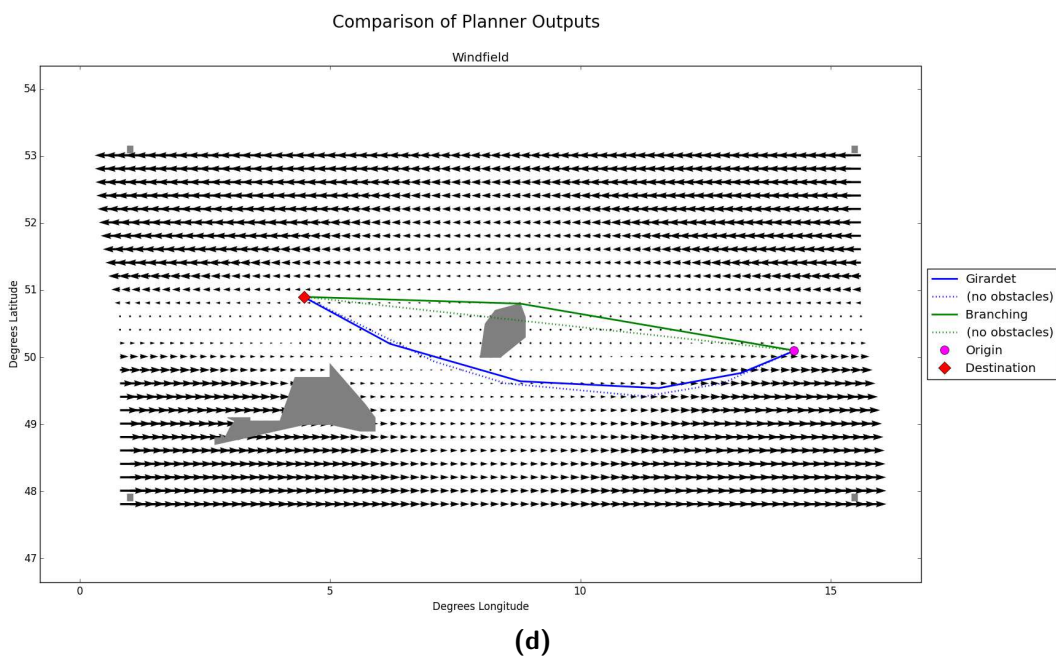 Comparison of Planner Outputs
Windfield
54
53
52
51
50
49
48
47
Degrees Latitude
0 5 10 15
Degrees Longitude
Girardet
(no obstacles)
Branching
(no obstacles)
Origin
Destination
(d)